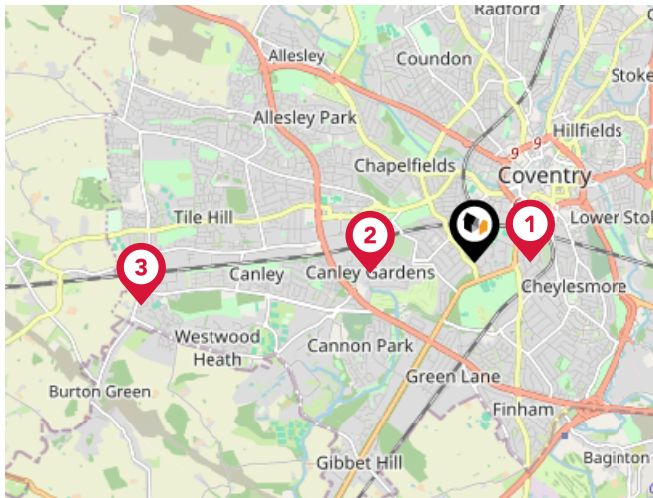 Radford
Allesley
Coundon
Stoke
Allesley Park
Hillfields
9
9
Chapelfields
Coventry
Tile Hill
1
Lower Stok
2
3
Canley
Canley Gardens
Cheylesmore
Westwood
Heath
Cannon Park
Green Lane
Burton Green
Finham
Gibbet Hill
Baginton